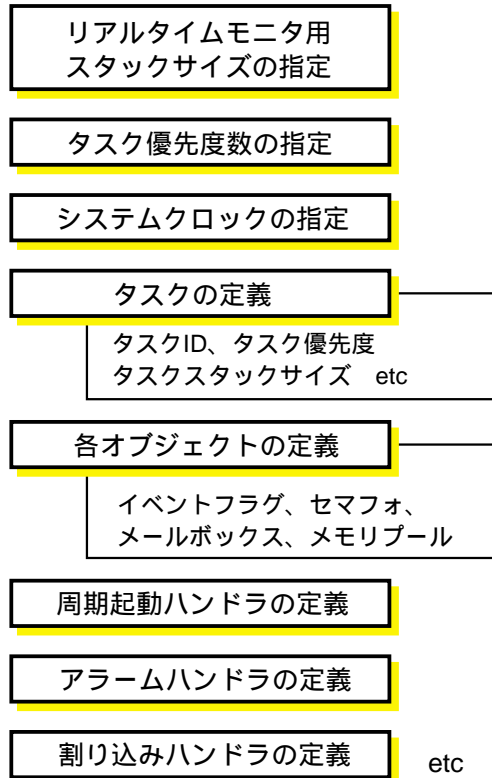 リアルタイムモニタ用
スタックサイズの指定
タスク優先度数の指定
システムクロックの指定
タスクの定義
タスクID、タスク優先度
タスクスタックサイズ　etc
各オブジェクトの定義
イベントフラグ、セマフォ、
メールボックス、メモリプール
周期起動ハンドラの定義
アラームハンドラの定義
割り込みハンドラの定義　etc